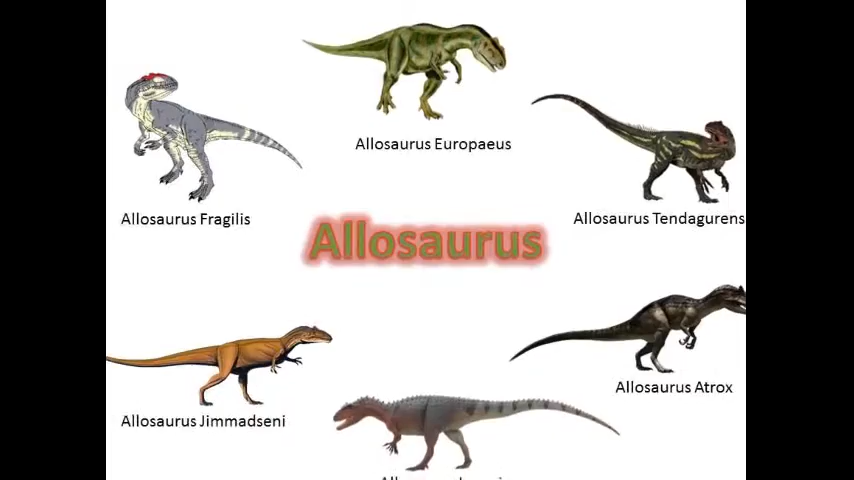 Allosaurus Europaeus
Allosaurus Fragilis
Allosaurus Tendagurens
Allosaurus
Allosaurus Atrox
Allosaurus Jimmadseni